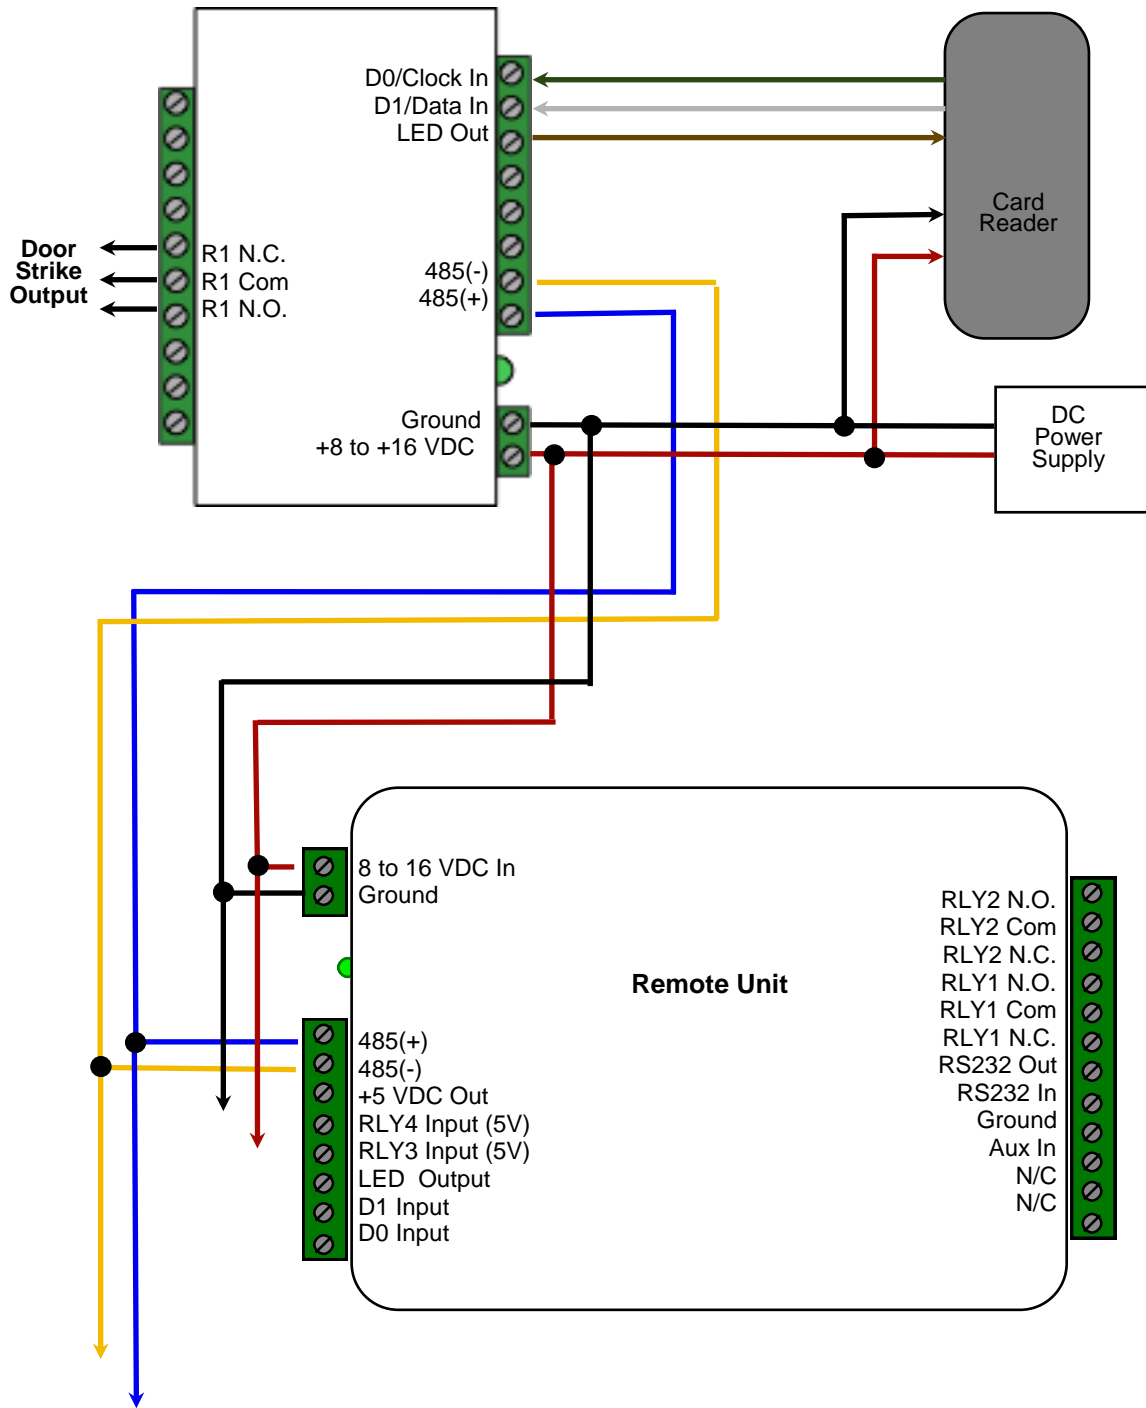 D0/Clock In
D1/Data In
LED Out
Card
Reader
Door
Strike
Output
R1 N.C.
R1 Com
R1 N.O.
485(-)
485(+)
Ground
+8 to +16 VDC
DC
Power
Supply
8 to 16 VDC In
Ground
Remote Unit
485(+)
485(-)
+5 VDC Out
RLY4 Input (5V)
RLY3 Input (5V)
LED Output
D1 Input
D0 Input
RLY2 N.O.
RLY2 Com
RLY2 N.C.
RLY1 N.O.
RLY1 Com
RLY1 N.C.
RS232 Out
RS232 In
Ground
Aux In
N/C
N/C